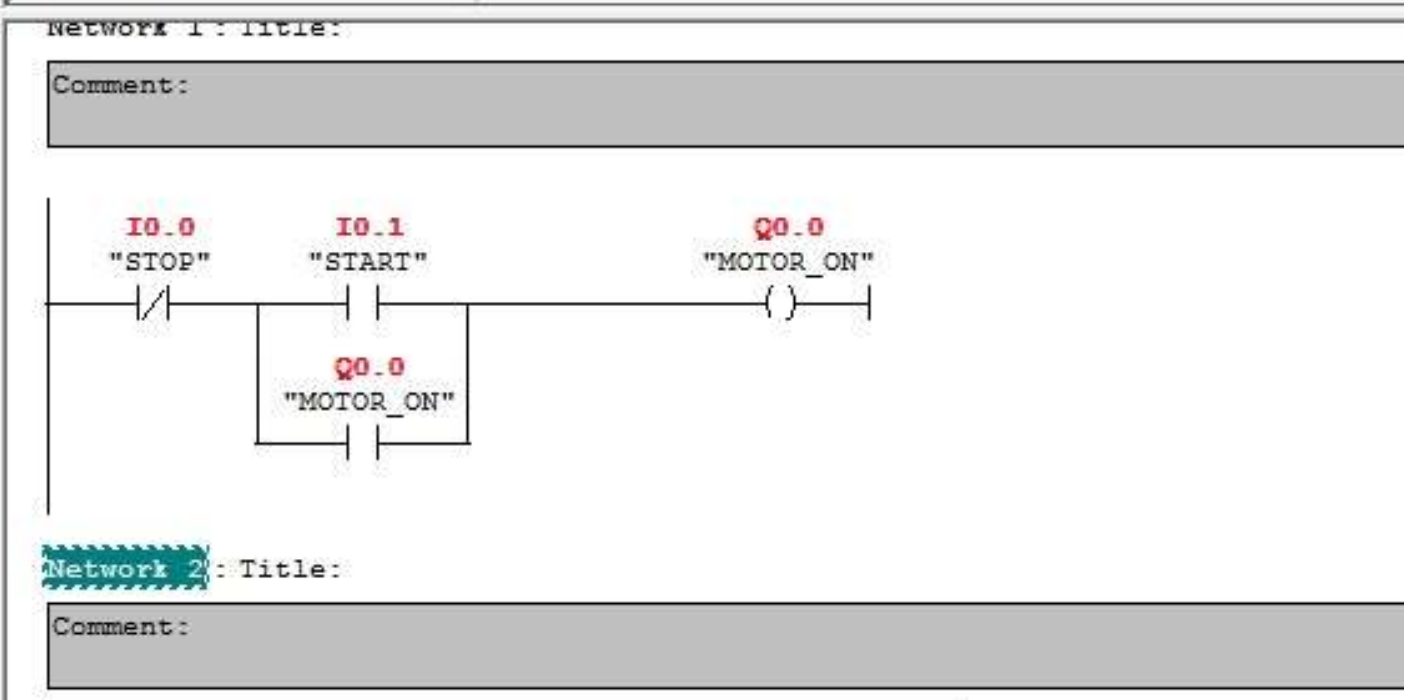 Network 1 : Title:
Comment:
I0.0 I0.1 Q0.0
"STOP" "START" "MOTOR_ON"
Q0.0
"MOTOR_ON"
Network 2 : Title:
Comment: